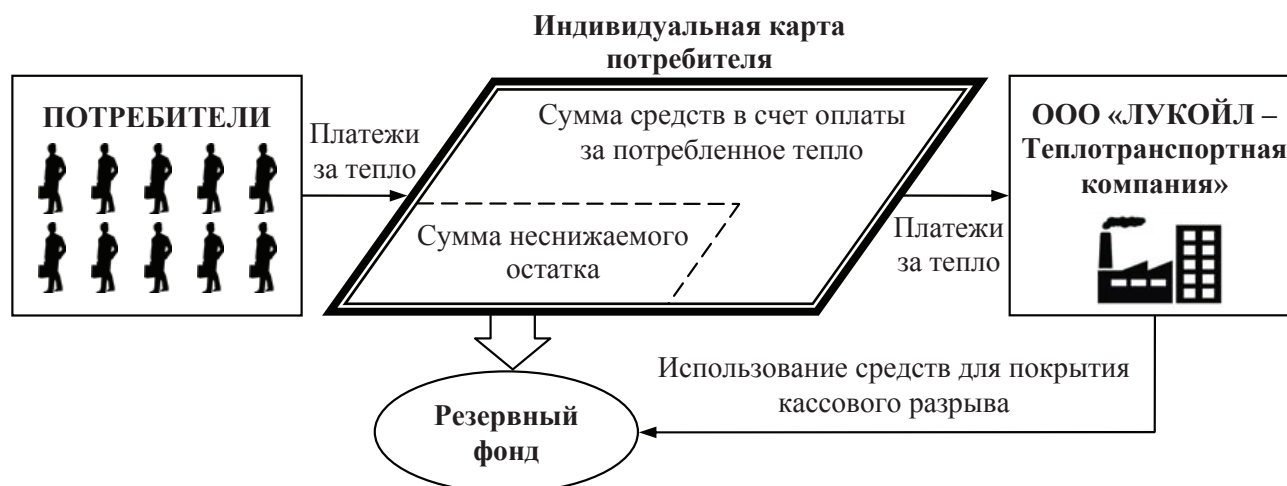 Индивидуальная карта
потребителя
ПОТРЕБИТЕЛИ
Платежи
за тепло
Сумма средств в счет оплаты
за потребленное тепло
Сумма неснижаемого
остатка
Платежи
за тепло
ООО «ЛУКОЙЛ –
Теплотранспортная
компания»
Использование средств для покрытия
кассового разрыва
Резервный
фонд